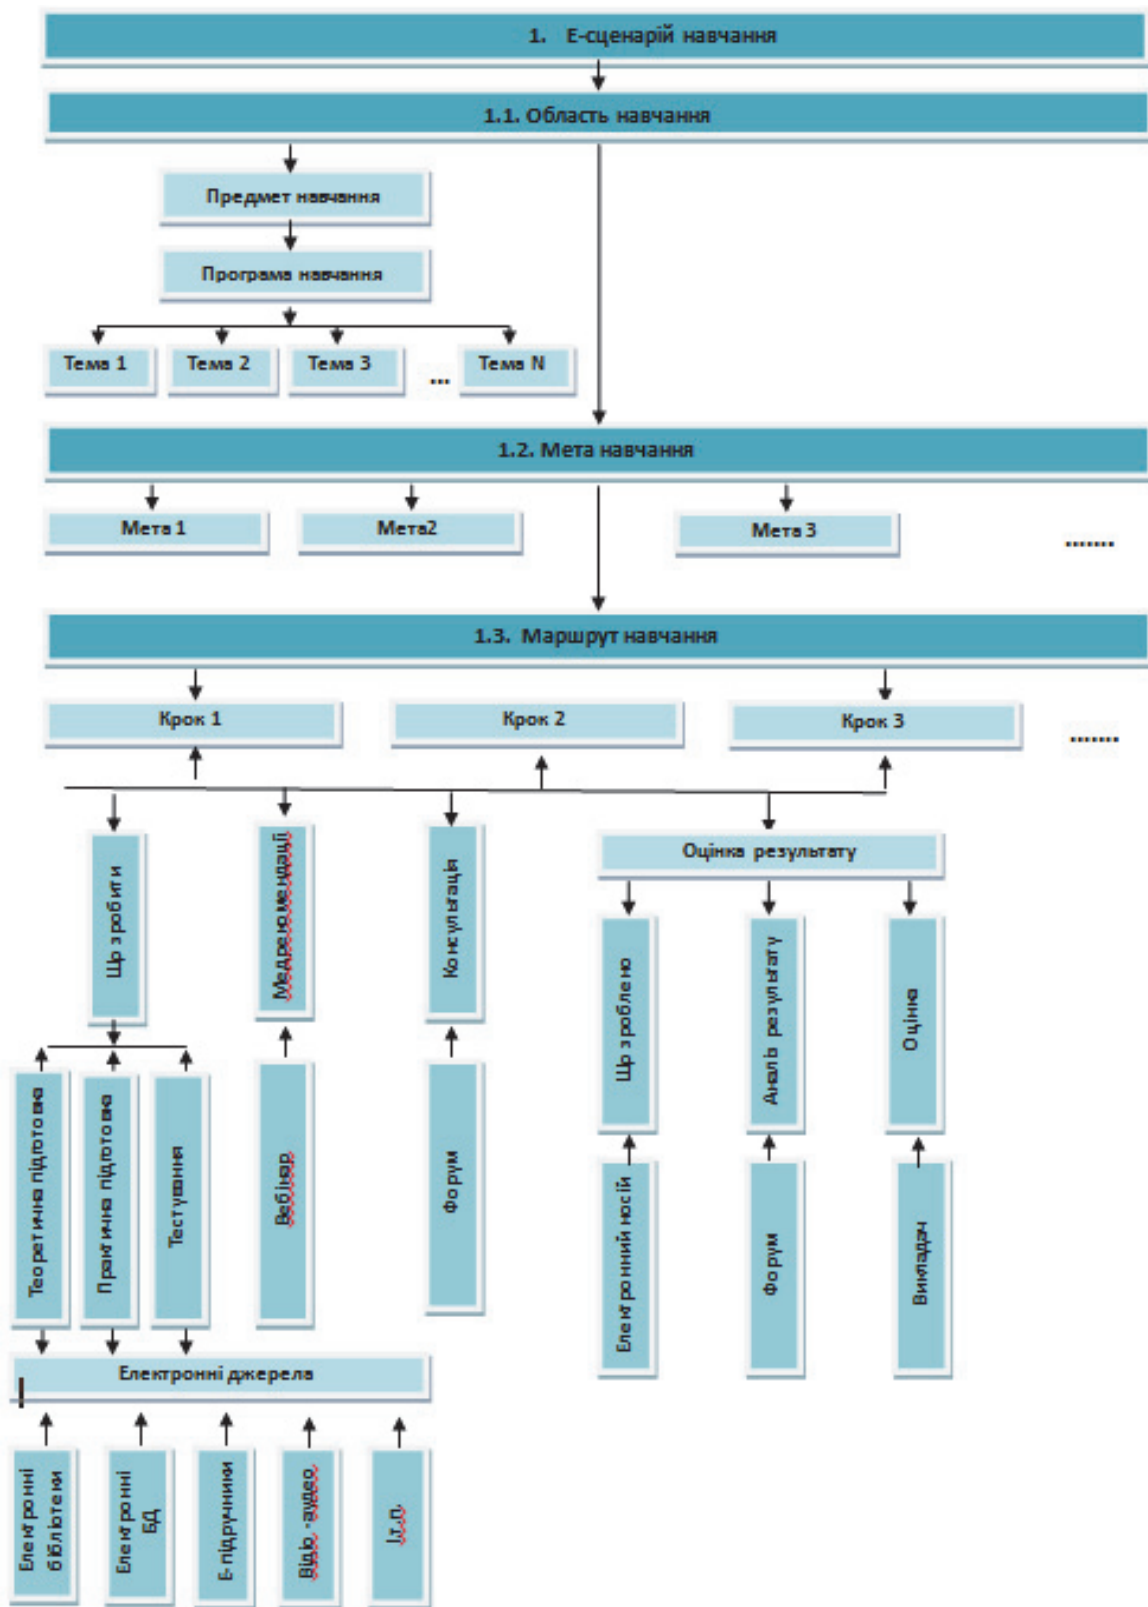 1. Е-сценарій навчання
1.1. Область навчання
Предмет навчання
Програма навчання
Тема 1
Тема 2
Тема 3
...
Тема N
1.2. Мета навчання
Мета 1
Мета2
Мета 3
.......
1.3. Маршрут навчання
Крок 1
Крок 2
Крок 3
.......
Що зробити
Медрекомендації
Консультація
Оцінка результату
Що зроблено
Аналіз результату
Оцінка
Теоретична підготовка
Практична підготовка
Тестування
Вебінар
Форум
Електронний носій
Форум
Викладач
Електронні джерела
Електронні
бібліотеки
Електронні
БД
Е-підручники
Відіо -аудео
І.т.п.